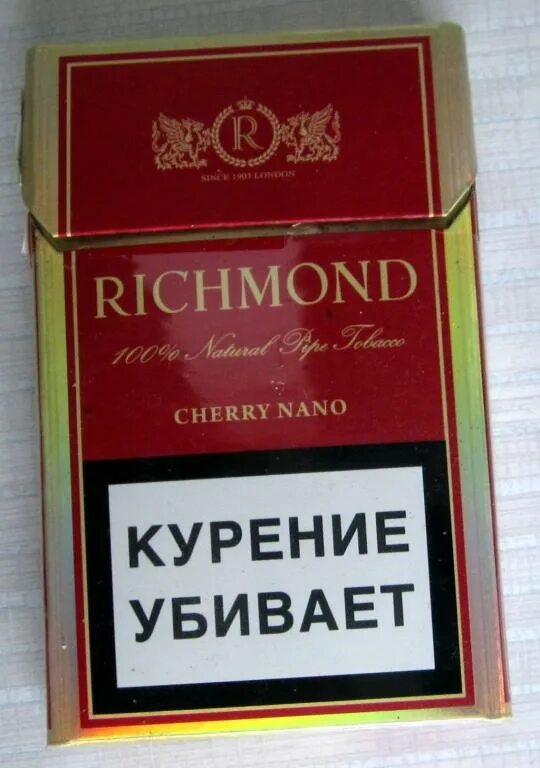 R
SINCE 1903 LONDON
RICHMOND
100% Natural Pipe Tobacco
CHERRY NANO
КУРЕНИЕ
УБИВАЕТ